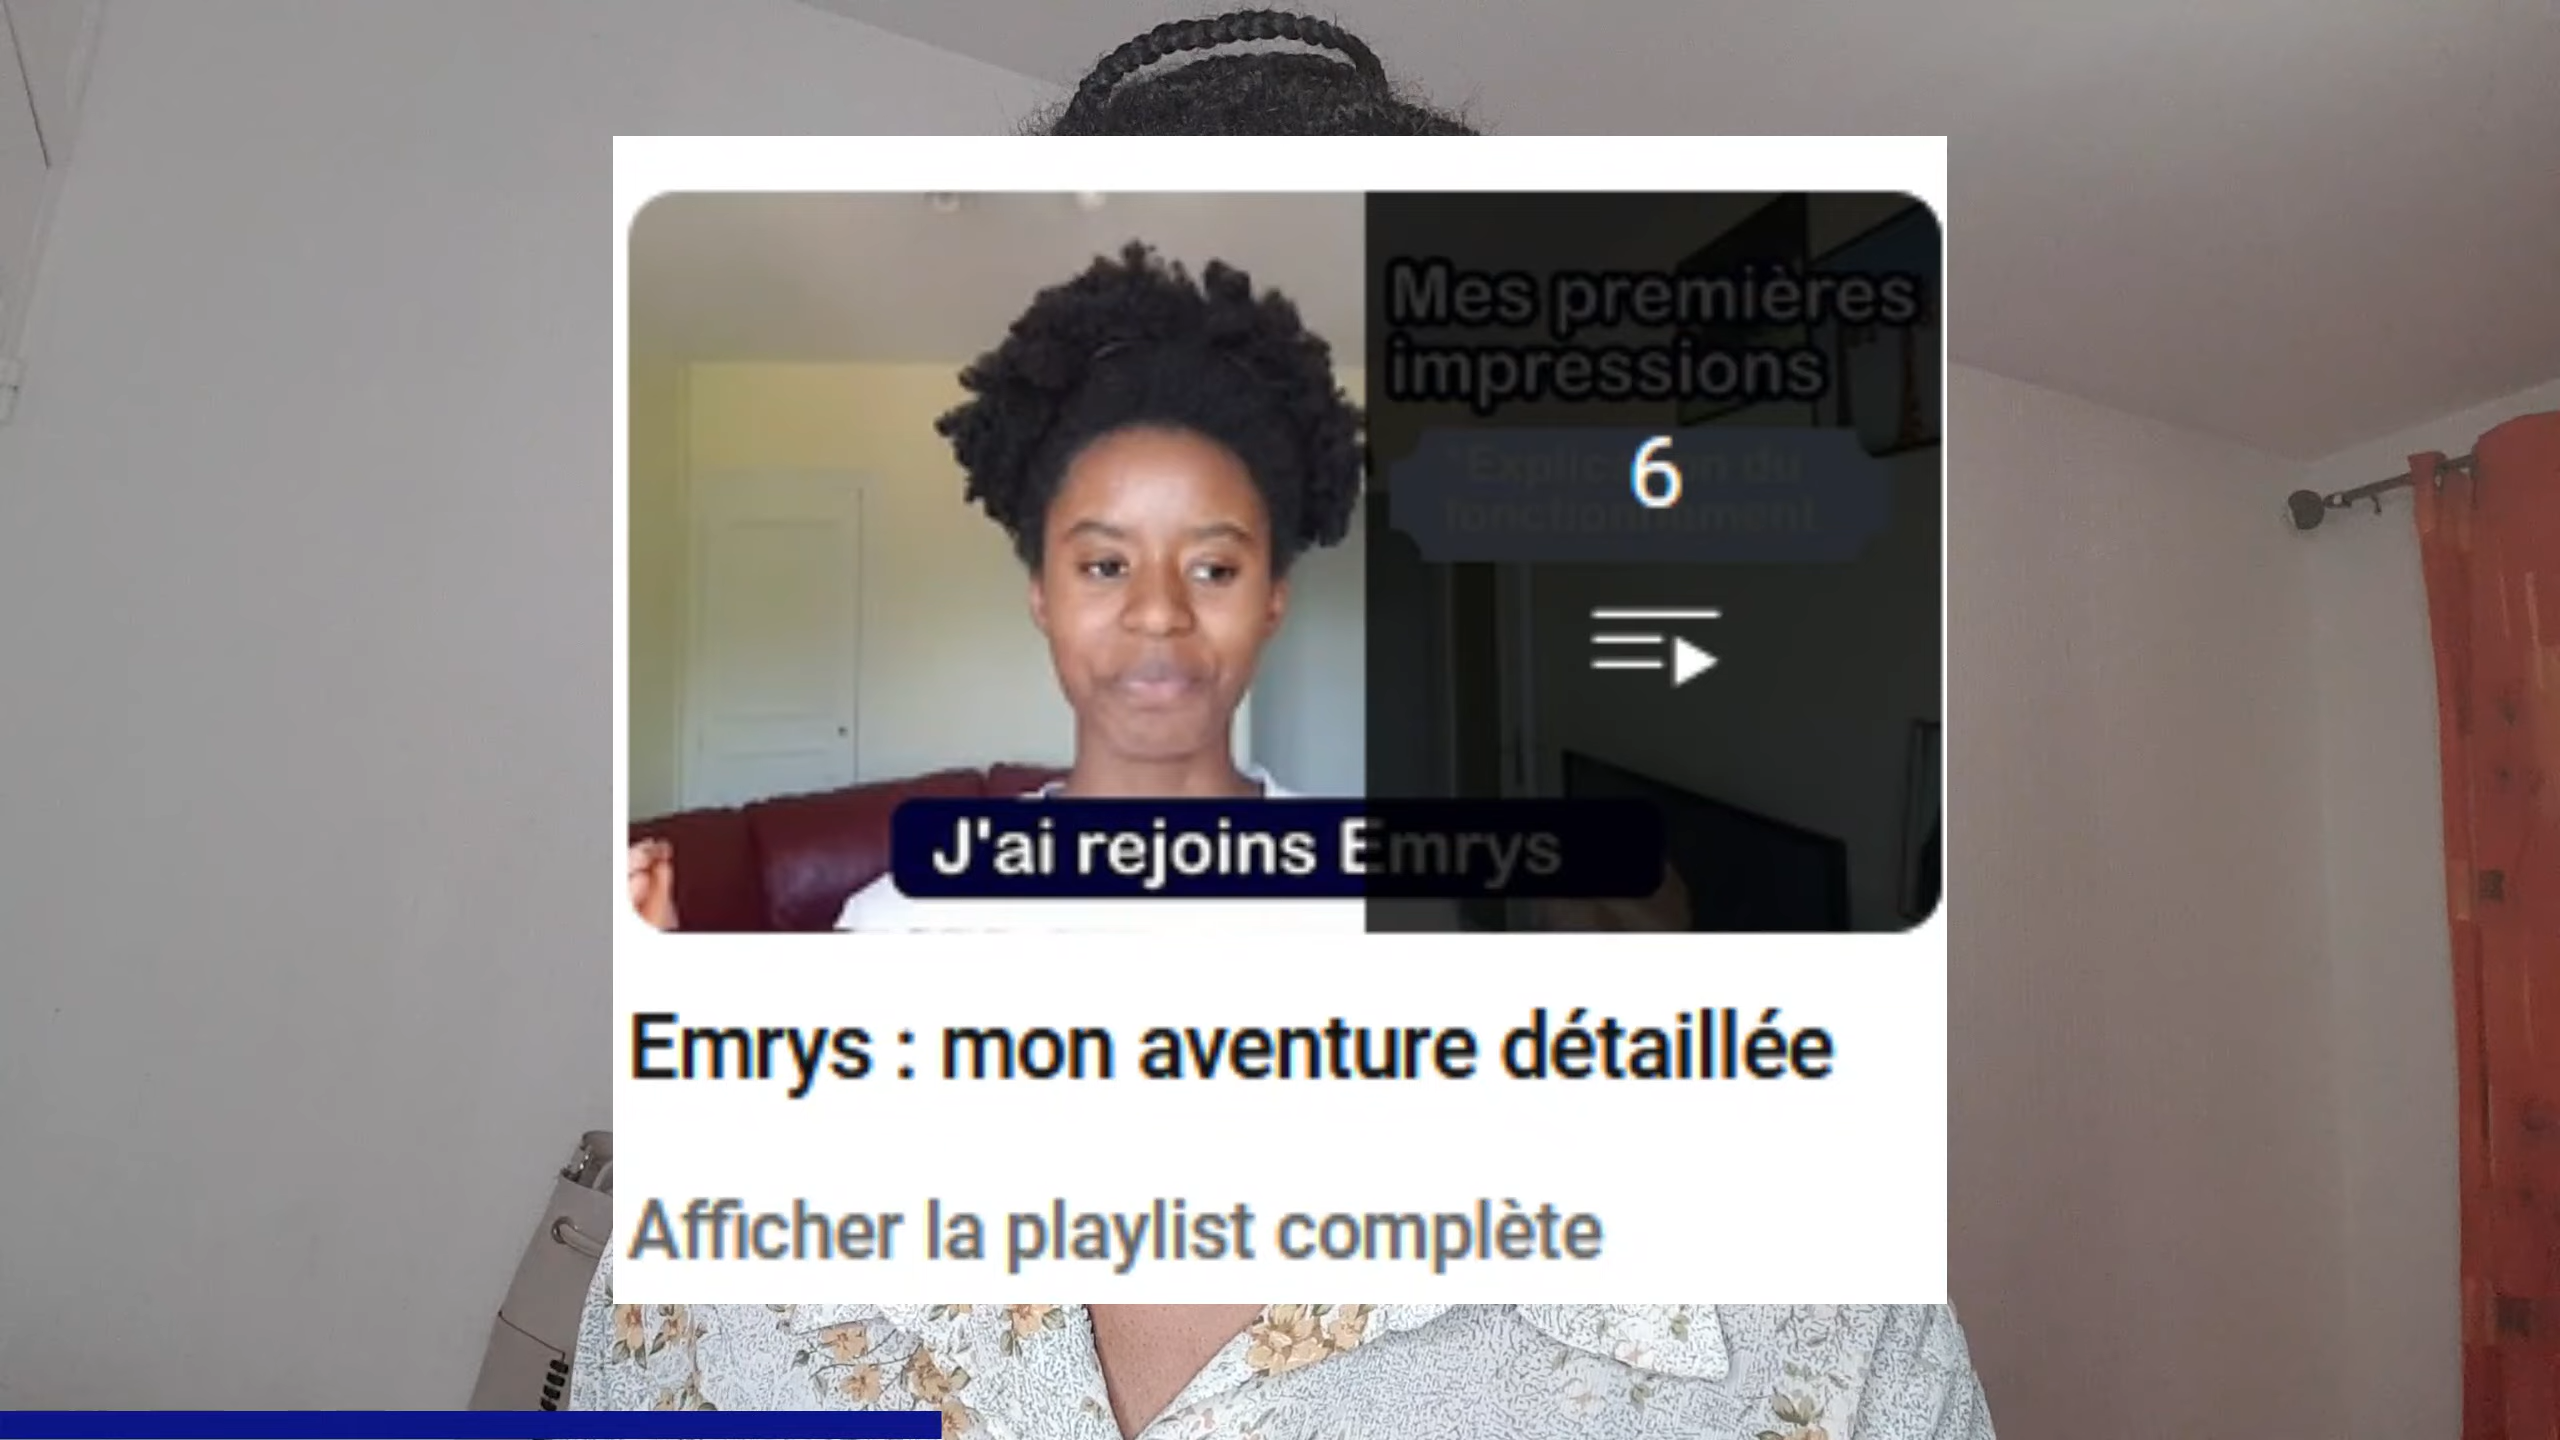 Mes premières
impressions
6
J'ai rejoins Emrys
Emrys : mon aventure détaillée
Afficher la playlist complète